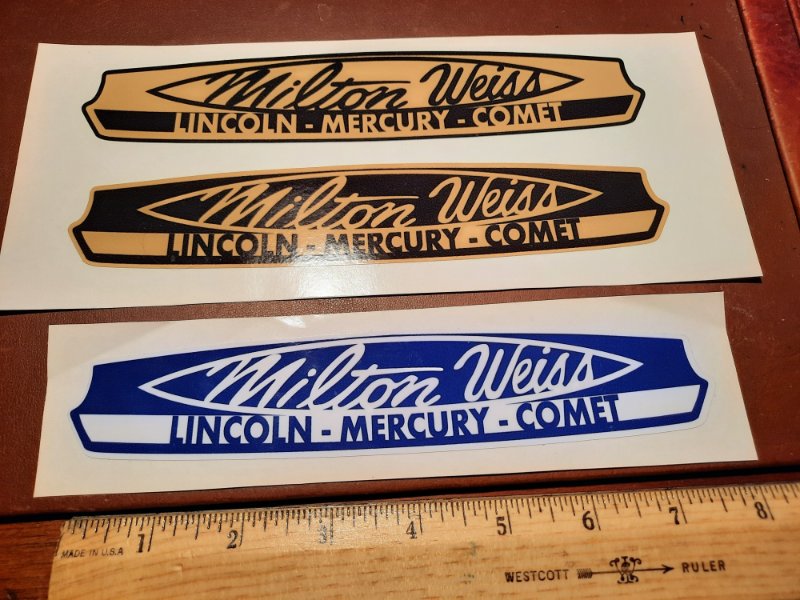 Milton Weiss
LINCOLN - MERCURY - COMET
Milton Weiss
LINCOLN - MERCURY - COMET
Milton Weiss
LINCOLN - MERCURY - COMET
1 2 3 4 5 6 7 8
MADE IN U.S.A
WESTCOTT RULER